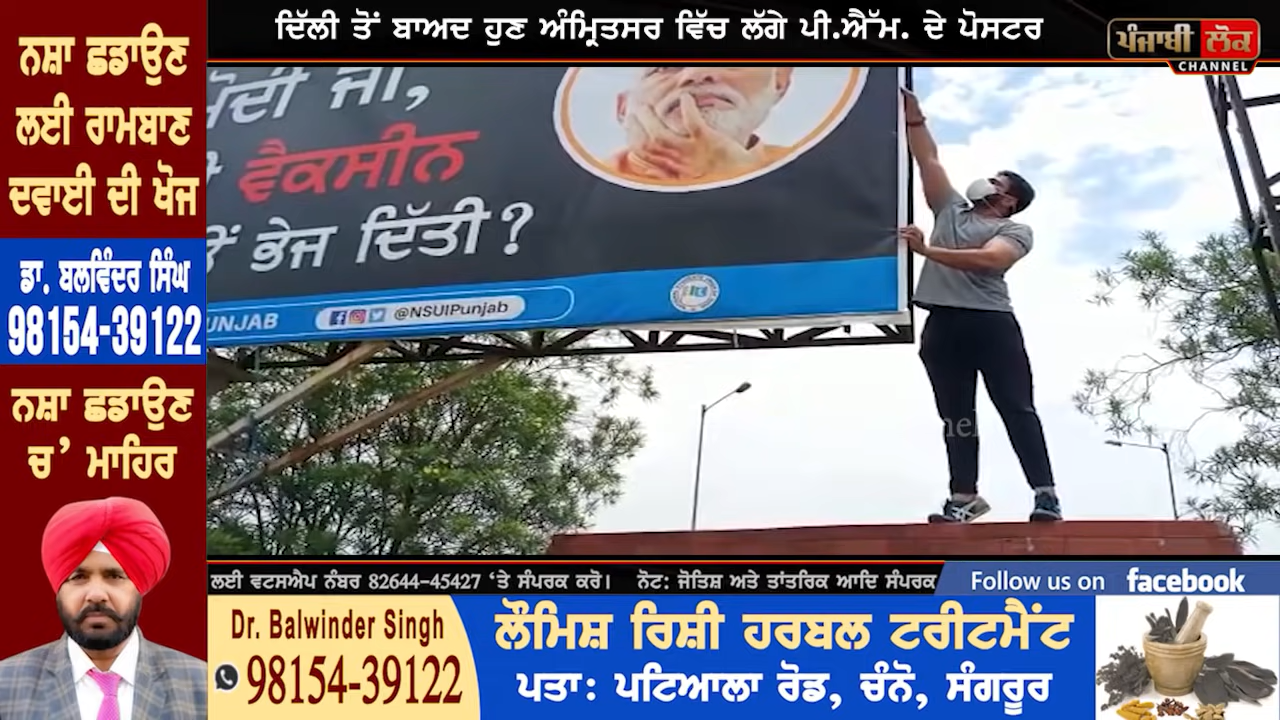 ਦਿੱਲੀ ਤੋਂ ਬਾਅਦ ਹੁਣ ਅੰਮ੍ਰਿਤਸਰ ਵਿੱਚ ਲੱਗੇ ਪੀ.ਐੱਮ. ਦੇ ਪੋਸਟਰ
ਪੰਜਾਬੀ ਲੋਕ
CHANNEL
ਨਸ਼ਾ ਛਡਾਉਣ
ਲਈ ਰਾਮਬਾਣ
ਦਵਾਈ ਦੀ ਖੋਜ
ਡਾ. ਬਲਵਿੰਦਰ ਸਿੰਘ
98154-39122
ਨਸ਼ਾ ਛਡਾਉਣ
ਚ' ਮਾਹਿਰ
ਮੋਦੀ ਜੀ,
ਵੈਕਸੀਨ
ਭੇਜ ਦਿੱਤੀ?
@NSUIPunjab
ਲਈ ਵਟਸਐਪ ਨੰਬਰ 82644-45427 'ਤੇ ਸੰਪਰਕ ਕਰੋ। ਨੋਟ: ਜੋਤਿਸ਼ ਅਤੇ ਤਾਂਤਰਿਕ ਆਦਿ ਸੰਪਰਕ
Follow us on facebook
Dr. Balwinder Singh
98154-39122
ਲੌਮਿਸ਼ ਰਿਸ਼ੀ ਹਰਬਲ ਟਰੀਟਮੈਂਟ
ਪਤਾ: ਪਟਿਆਲਾ ਰੋਡ, ਚੰਨੋ, ਸੰਗਰੂਰ